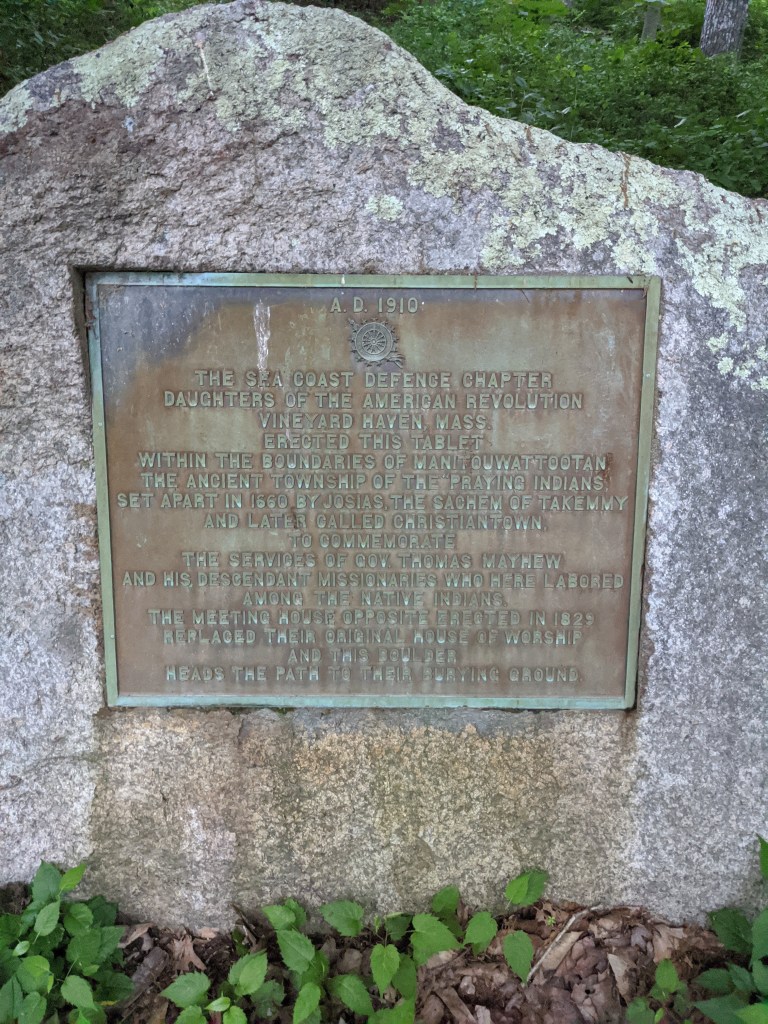 A. D. 1910
THE SEA COAST DEFENCE CHAPTER
DAUGHTERS OF THE AMERICAN REVOLUTION
VINEYARD HAVEN, MASS.
ERECTED THIS TABLET
WITHIN THE BOUNDARIES OF MANITOUWATTOOTAN
THE ANCIENT TOWNSHIP OF THE "PRAYING INDIANS"
SET APART IN 1660 BY JOSIAS, THE SACHEM OF TAKEMMY
AND LATER CALLED CHRISTIANTOWN,
TO COMMEMORATE
THE SERVICES OF GOV. THOMAS MAYHEW
AND HIS DESCENDANT MISSIONARIES WHO HERE LABORED
AMONG THE NATIVE INDIANS.
THE MEETING HOUSE OPPOSITE ERECTED IN 1829
REPLACED THEIR ORIGINAL HOUSE OF WORSHIP
AND THIS BOULDER
HEADS THE PATH TO THEIR BURYING GROUND